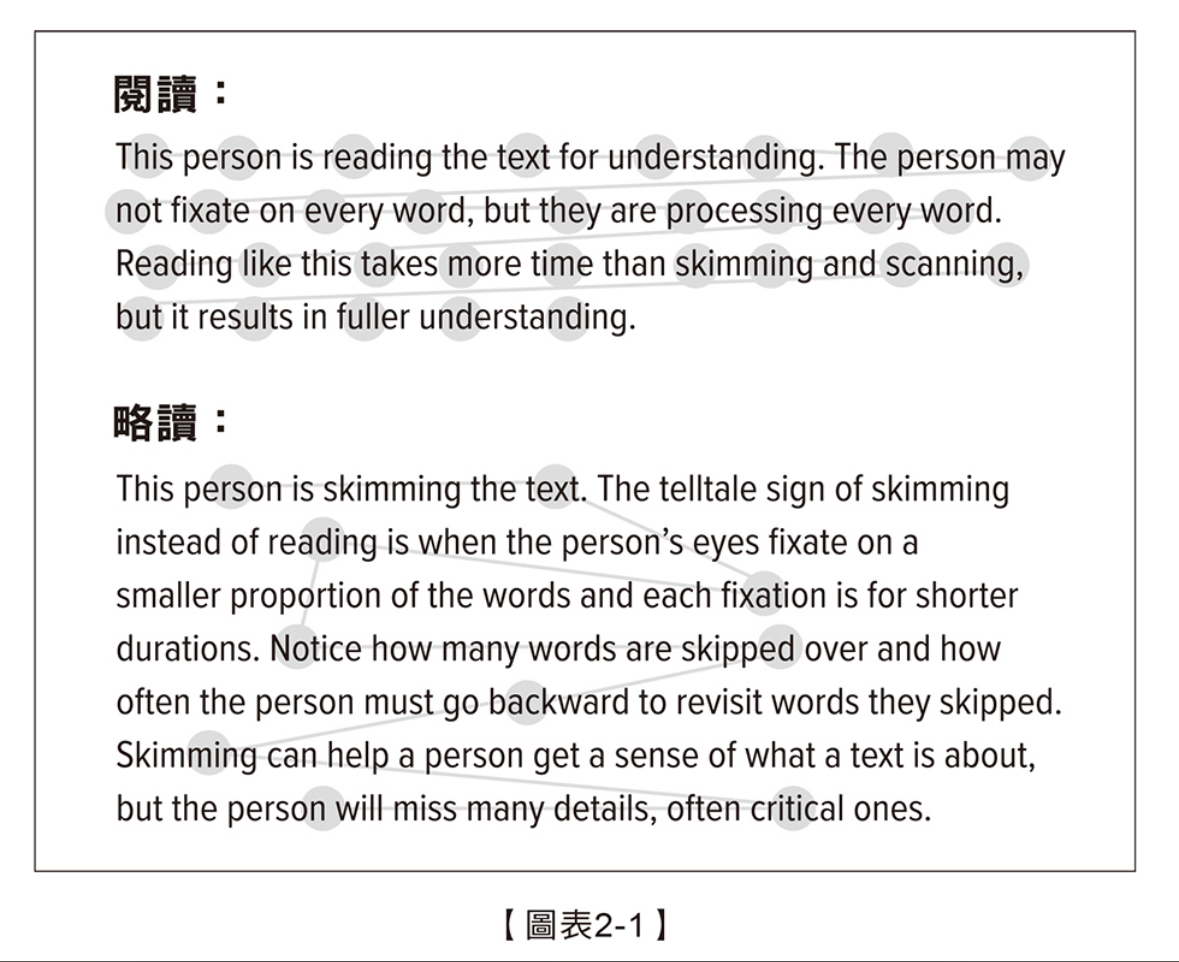 閱讀：
This person is reading the text for understanding. The person may
not fixate on every word, but they are processing every word.
Reading like this takes more time than skimming and scanning,
but it results in fuller understanding.
略讀：
This person is skimming the text. The telltale sign of skimming
instead of reading is when the person’s eyes fixate on a
smaller proportion of the words and each fixation is for shorter
durations. Notice how many words are skipped over and how
often the person must go backward to revisit words they skipped.
Skimming can help a person get a sense of what a text is about,
but the person will miss many details, often critical ones.
【圖表2-1】